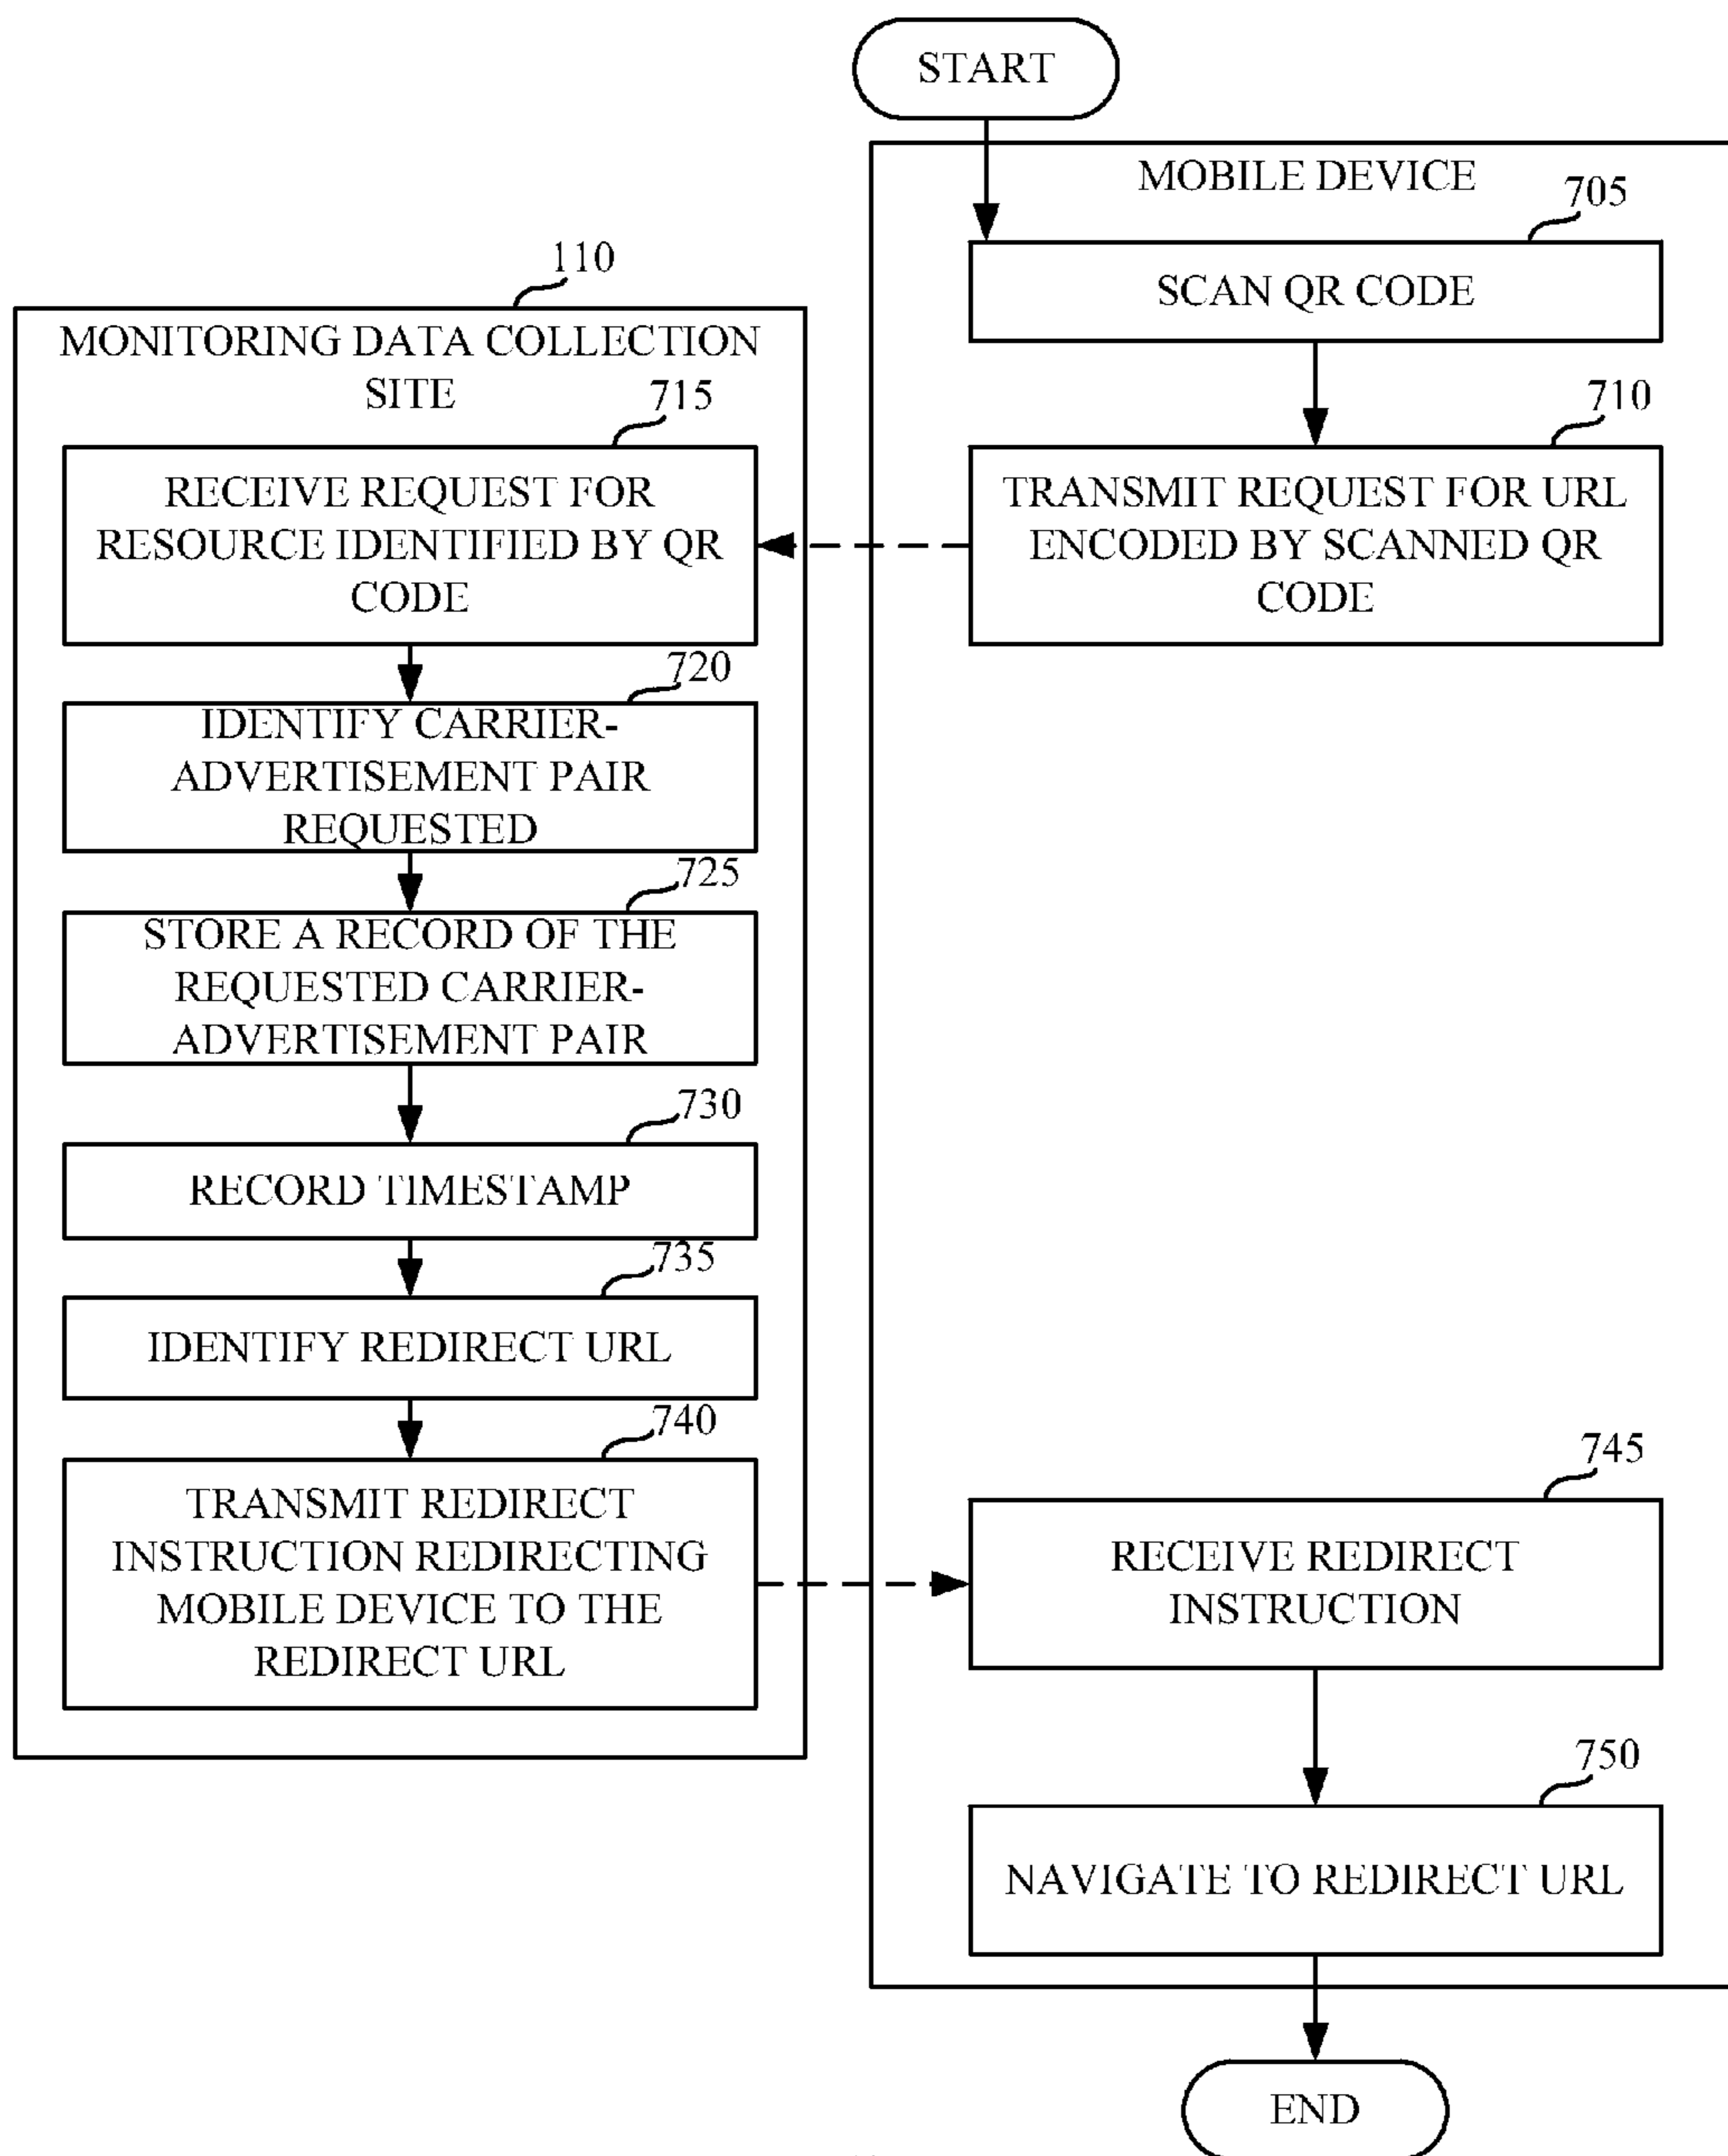 START
MOBILE DEVICE
705
SCAN QR CODE
710
TRANSMIT REQUEST FOR URL
ENCODED BY SCANNED QR
CODE
110
MONITORING DATA COLLECTION
SITE
715
RECEIVE REQUEST FOR
RESOURCE IDENTIFIED BY QR
CODE
720
IDENTIFY CARRIER-
ADVERTISEMENT PAIR
REQUESTED
725
STORE A RECORD OF THE
REQUESTED CARRIER-
ADVERTISEMENT PAIR
730
RECORD TIMESTAMP
735
IDENTIFY REDIRECT URL
740
TRANSMIT REDIRECT
INSTRUCTION REDIRECTING
MOBILE DEVICE TO THE
REDIRECT URL
745
RECEIVE REDIRECT
INSTRUCTION
750
NAVIGATE TO REDIRECT URL
END